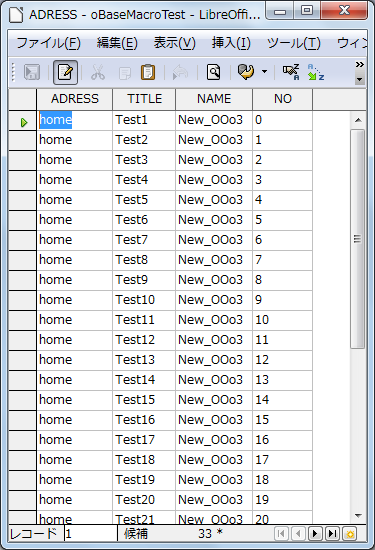 ADRESS - oBaseMacroTest - LibreOffi...
ファイル(F) 編集(E) 表示(V) 挿入(I) ツール(T) ウィン
ADRESS TITLE NAME NO
home Test1 New_OOo3 0
home Test2 New_OOo3 1
home Test3 New_OOo3 2
home Test4 New_OOo3 3
home Test5 New_OOo3 4
home Test6 New_OOo3 5
home Test7 New_OOo3 6
home Test8 New_OOo3 7
home Test9 New_OOo3 8
home Test10 New_OOo3 9
home Test11 New_OOo3 10
home Test12 New_OOo3 11
home Test13 New_OOo3 12
home Test14 New_OOo3 13
home Test15 New_OOo3 14
home Test16 New_OOo3 15
home Test17 New_OOo3 16
home Test18 New_OOo3 17
home Test19 New_OOo3 18
home Test20 New_OOo3 19
home Test21 New_OOo3 20
レコード 1 候補 33 *